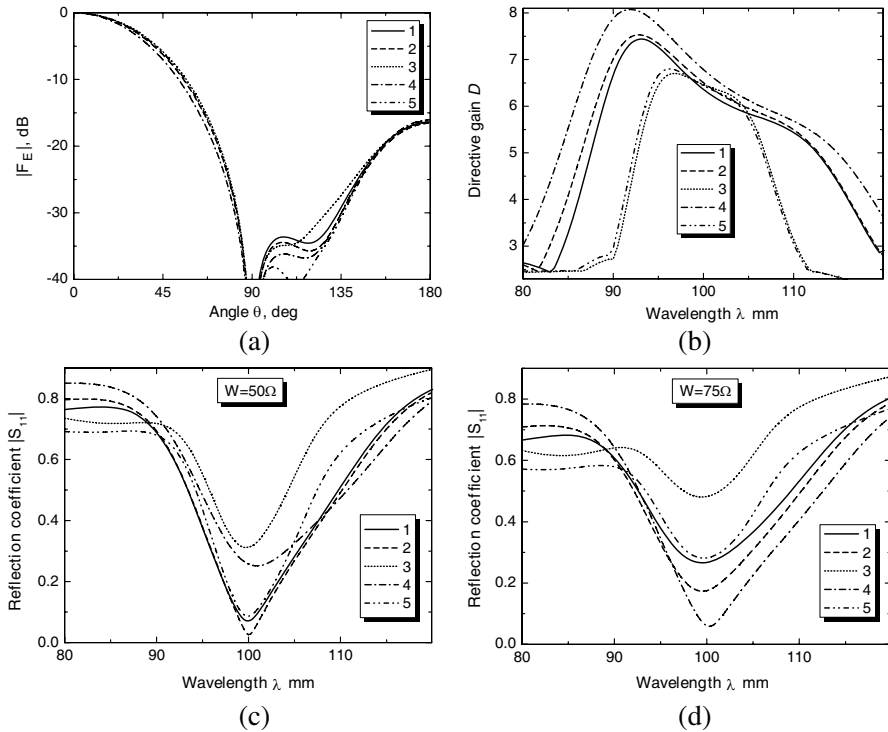 0
-10
-20
-30
-40
|F_E|, dB
0 45 90 135 180
Angle θ, deg
1
2
3
4
5
(a)
8
7
6
5
4
3
Directive gain D
80 90 100 110
Wavelength λ mm
1
2
3
4
5
(b)
0.8
0.6
0.4
0.2
0.0
Reflection coefficient |S₁₁|
W=50Ω
80 90 100 110
Wavelength λ mm
1
2
3
4
5
(c)
0.8
0.6
0.4
0.2
0.0
Reflection coefficient |S₁₁|
W=75Ω
80 90 100 110
Wavelength λ mm
1
2
3
4
5
(d)